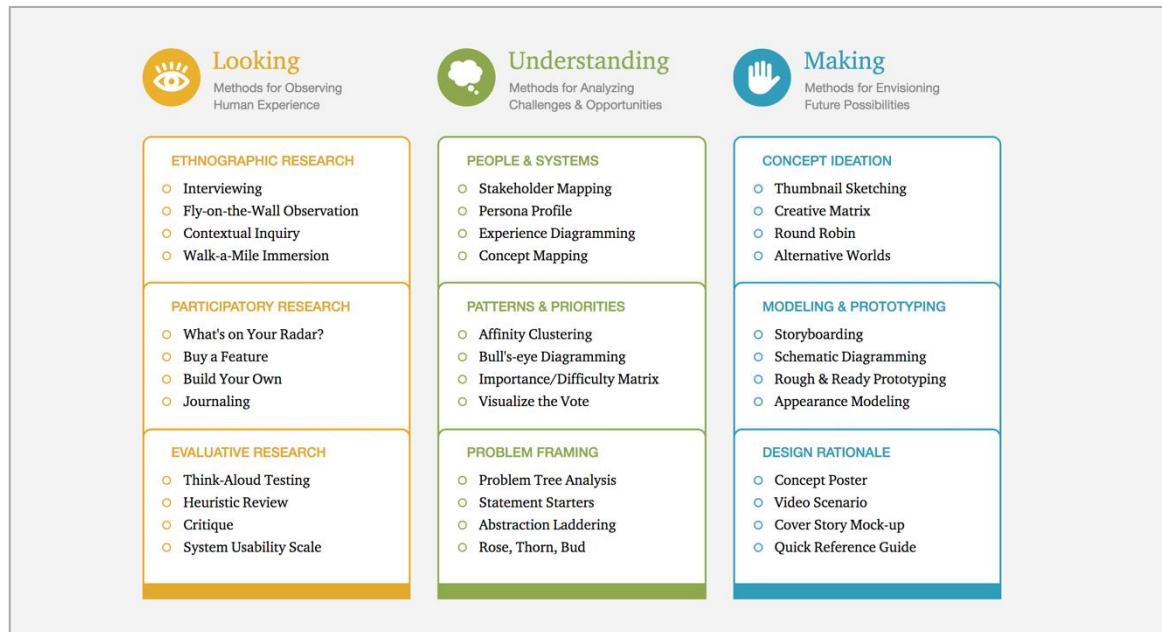 Looking
Methods for Observing
Human Experience
ETHNOGRAPHIC RESEARCH
Interviewing
Fly-on-the-Wall Observation
Contextual Inquiry
Walk-a-Mile Immersion
PARTICIPATORY RESEARCH
What's on Your Radar?
Buy a Feature
Build Your Own
Journaling
EVALUATIVE RESEARCH
Think-Aloud Testing
Heuristic Review
Critique
System Usability Scale
Understanding
Methods for Analyzing
Challenges & Opportunities
PEOPLE & SYSTEMS
Stakeholder Mapping
Persona Profile
Experience Diagramming
Concept Mapping
PATTERNS & PRIORITIES
Affinity Clustering
Bull's-eye Diagramming
Importance/Difficulty Matrix
Visualize the Vote
PROBLEM FRAMING
Problem Tree Analysis
Statement Starters
Abstraction Laddering
Rose, Thorn, Bud
Making
Methods for Envisioning
Future Possibilities
CONCEPT IDEATION
Thumbnail Sketching
Creative Matrix
Round Robin
Alternative Worlds
MODELING & PROTOTYPING
Storyboarding
Schematic Diagramming
Rough & Ready Prototyping
Appearance Modeling
DESIGN RATIONALE
Concept Poster
Video Scenario
Cover Story Mock-up
Quick Reference Guide